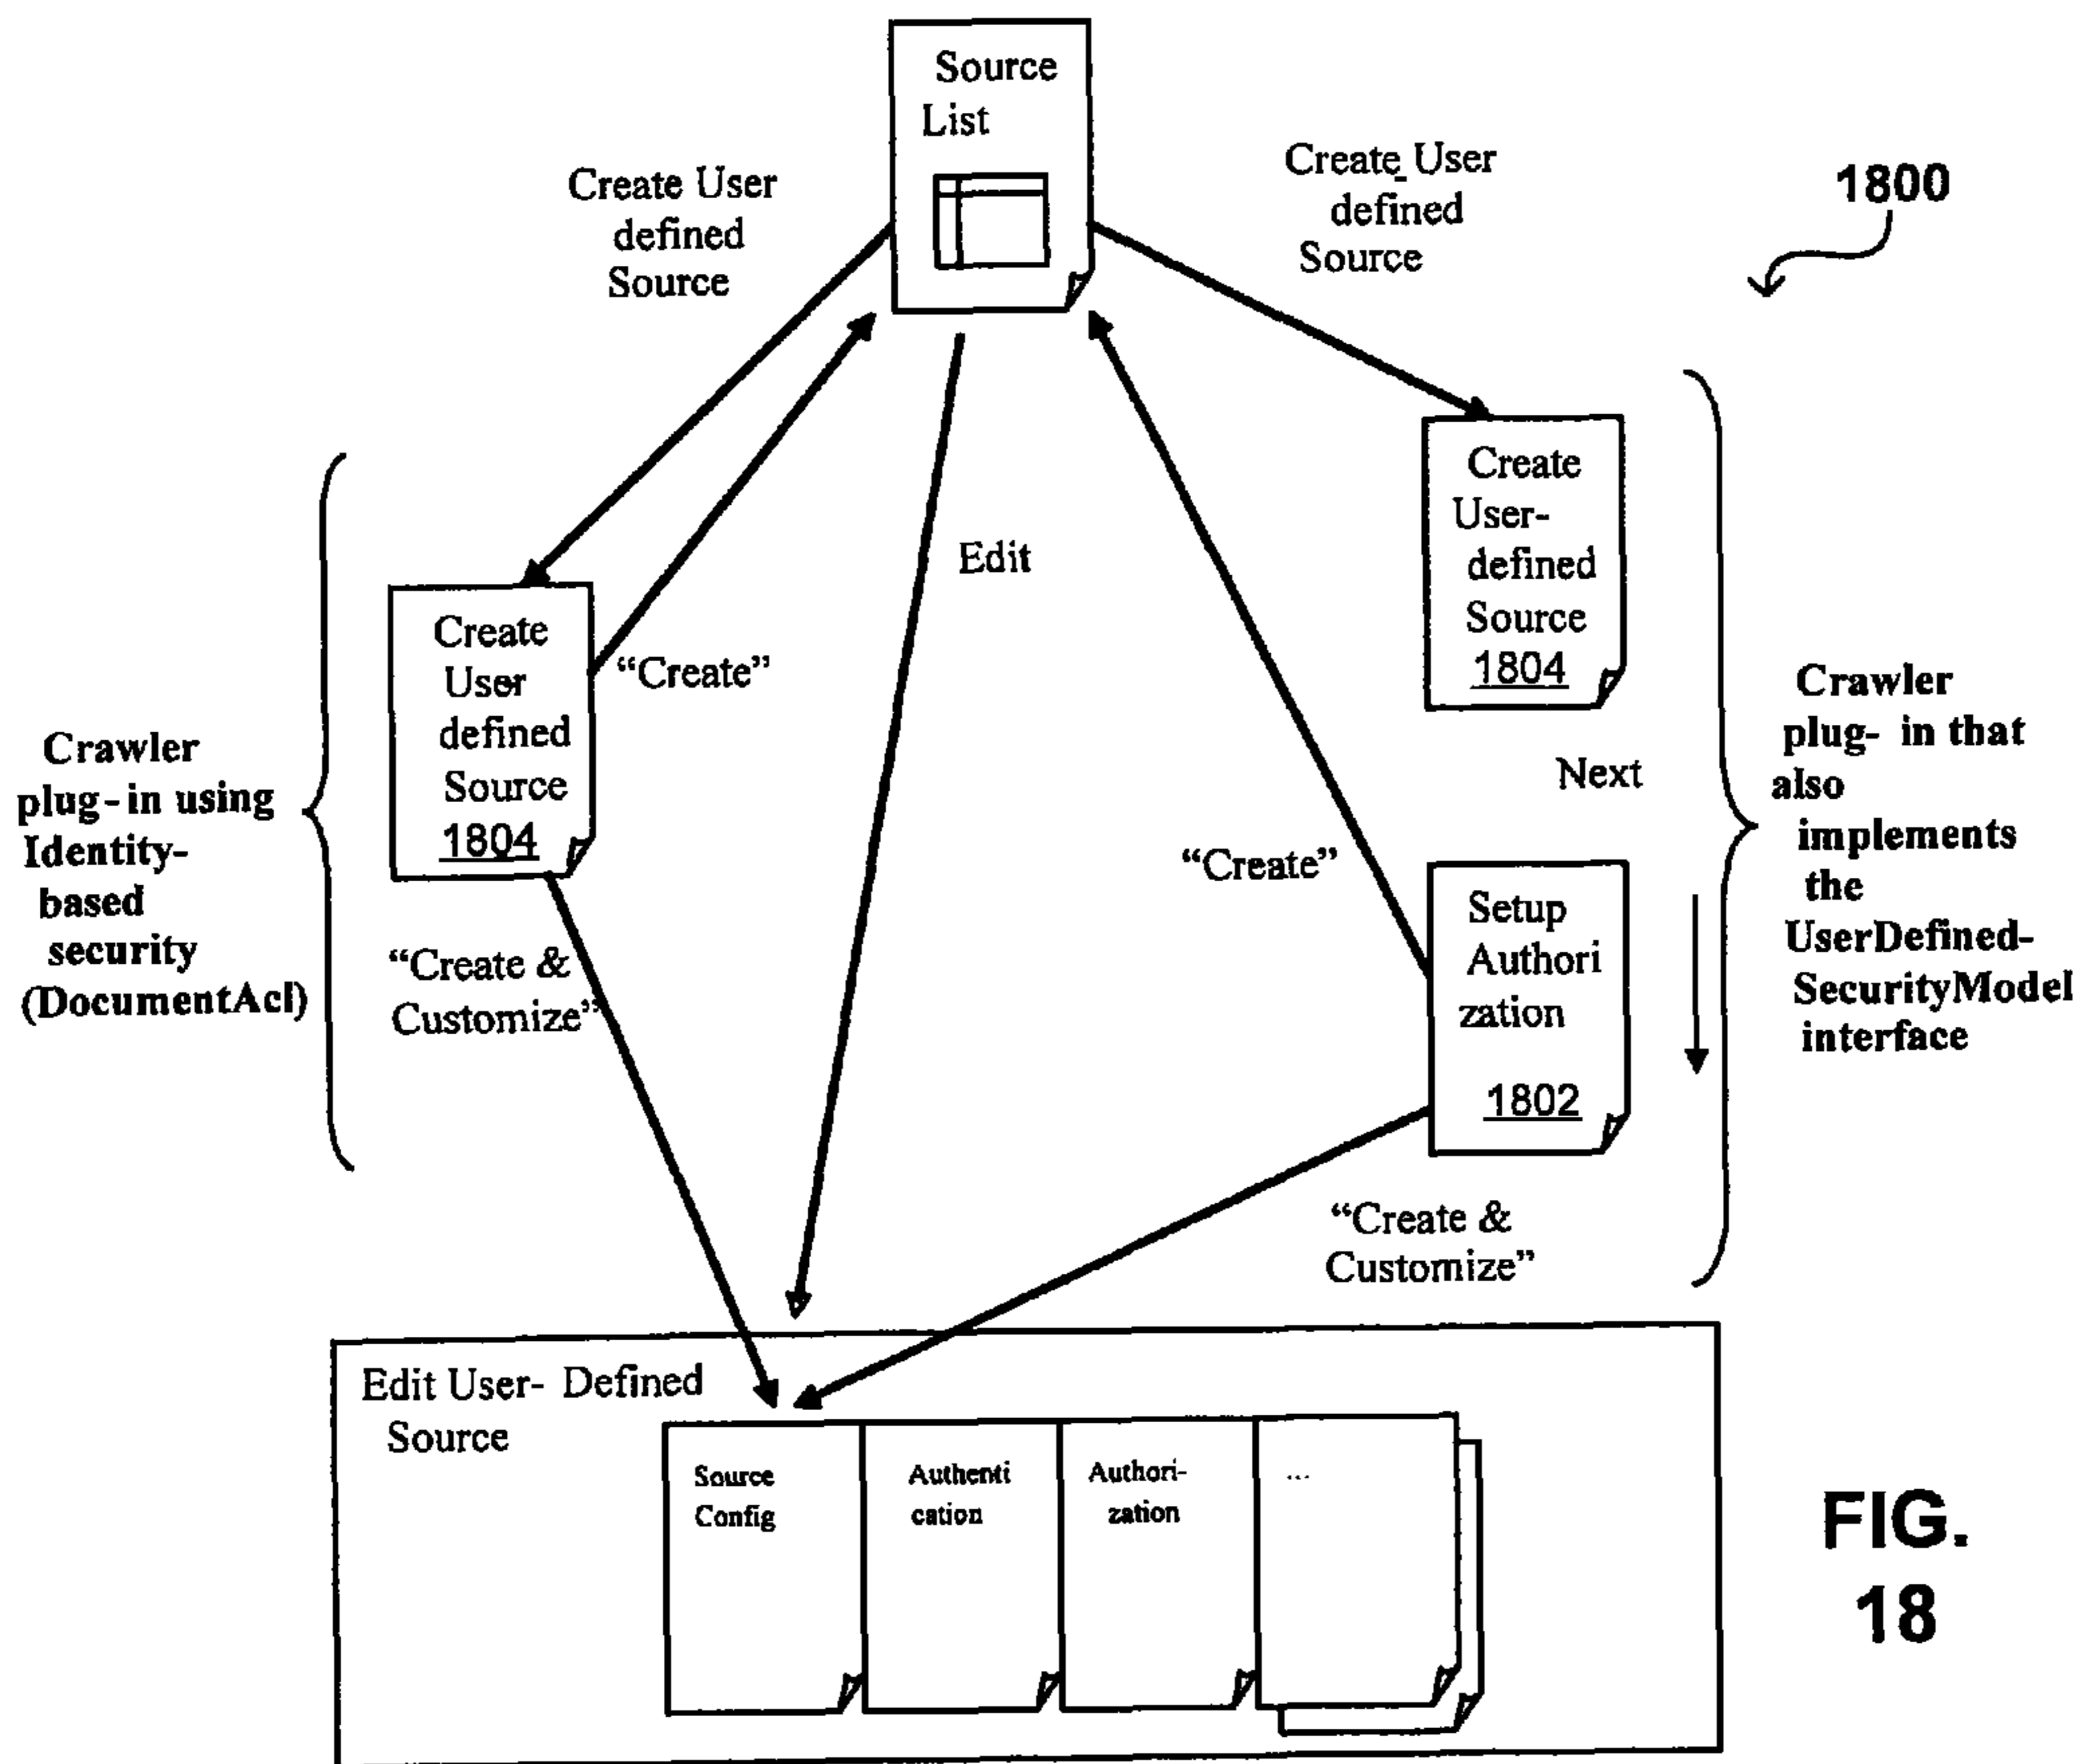 Source
List
Create User
defined
Source
Create User
defined
Source
1800
Create
User-
defined
Source
1804
Edit
Create
User
defined
Source
1804
"Create"
Crawler
plug-in using
Identity-
based
security
(DocumentAcl)
Next
Crawler
plug- in that
also
implements
the
UserDefined-
SecurityModel
interface
"Create"
Setup
Authori
zation
1802
"Create &
Customize"
"Create &
Customize"
Edit User- Defined
Source
Source
Config
Authenti
cation
Authori-
zation
...
FIG.
18